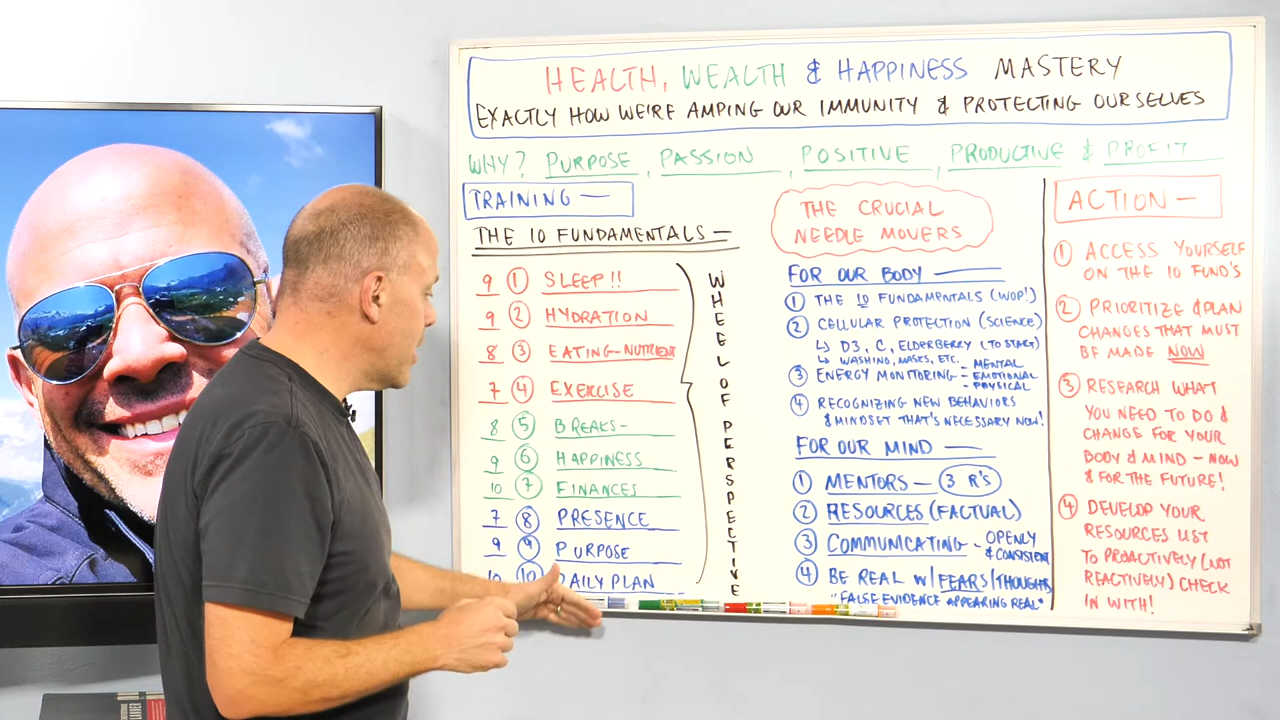 HEALTH, WEALTH & HAPPINESS MASTERY
EXACTLY HOW WE'RE AMPING OUR IMMUNITY & PROTECTING OURSELVES
WHY? PURPOSE, PASSION, POSITIVE, PRODUCTIVE & PROFIT
TRAINING —
THE 10 FUNDAMENTALS —
9 1 SLEEP!!
9 2 HYDRATION
8 3 EATING-NUTRIENT
7 4 EXERCISE
8 5 BREAKS-
9 6 HAPPINESS
10 7 FINANCES
7 8 PRESENCE
9 9 PURPOSE
10 10 DAILY PLAN
WHEEL OF PERSPECTIVE
THE CRUCIAL
NEEDLE MOVERS
FOR OUR BODY —
1 THE 10 FUNDAMENTALS (WOP!)
2 CELLULAR PROTECTION (SCIENCE)
↳ D3, C, ELDERBERRY (TO START)
↳ WASHING, MASKS, ETC.
3 ENERGY MONITORING - MENTAL
- EMOTIONAL
- PHYSICAL
4 RECOGNIZING NEW BEHAVIORS
& MINDSET THAT'S NECESSARY NOW!
FOR OUR MIND —
1 MENTORS — 3 R'S
2 RESOURCES (FACTUAL)
3 COMMUNICATING - OPENLY
& CONSISTENT
4 BE REAL W/ FEARS/THOUGHTS
"FALSE EVIDENCE APPEARING REAL"
ACTION —
1 ACCESS YOURSELF
ON THE 10 FUND'S
2 PRIORITIZE & PLAN
CHANGES THAT MUST
BE MADE NOW
3 RESEARCH WHAT
YOU NEED TO DO &
CHANGE FOR YOUR
BODY & MIND - NOW
& FOR THE FUTURE!
4 DEVELOP YOUR
RESOURCES LIST
TO PROACTIVELY (NOT
REACTIVELY) CHECK
IN WITH!